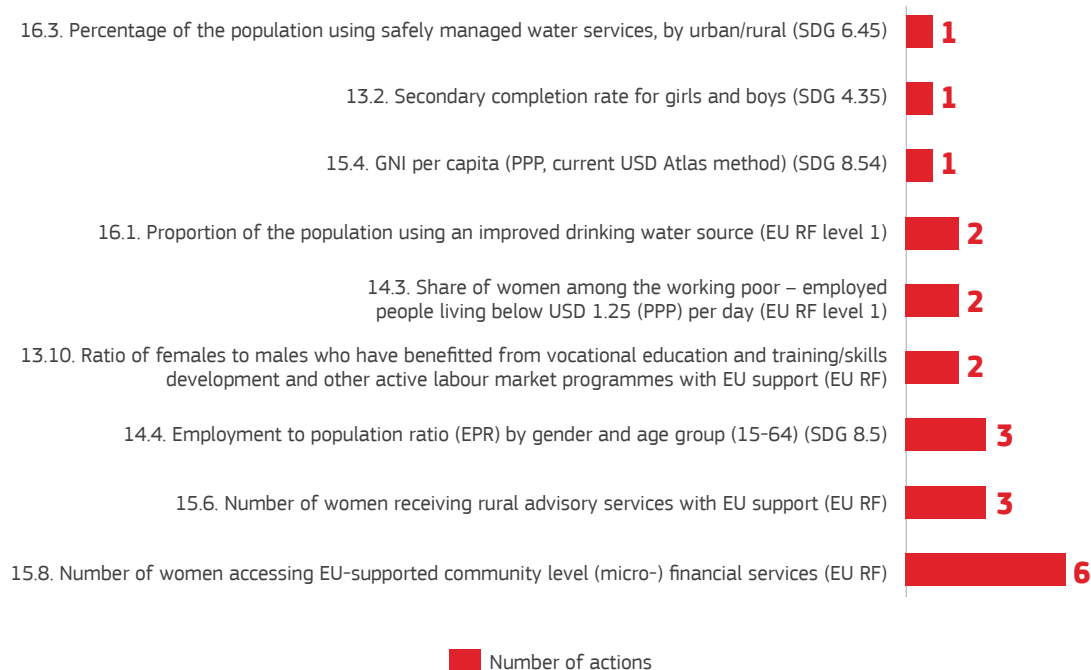 16.3. Percentage of the population using safely managed water services, by urban/rural (SDG 6.45) 1
13.2. Secondary completion rate for girls and boys (SDG 4.35) 1
15.4. GNI per capita (PPP, current USD Atlas method) (SDG 8.54) 1
16.1. Proportion of the population using an improved drinking water source (EU RF level 1) 2
14.3. Share of women among the working poor – employed
people living below USD 1.25 (PPP) per day (EU RF level 1) 2
13.10. Ratio of females to males who have benefitted from vocational education and training/skills
development and other active labour market programmes with EU support (EU RF) 2
14.4. Employment to population ratio (EPR) by gender and age group (15-64) (SDG 8.5) 3
15.6. Number of women receiving rural advisory services with EU support (EU RF) 3
15.8. Number of women accessing EU-supported community level (micro-) financial services (EU RF) 6
Number of actions